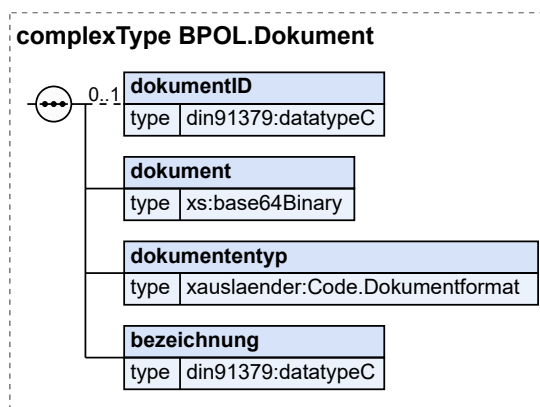 complexType BPOL.Dokument
0..1
dokumentID
type din91379:datatypeC
dokument
type xs:base64Binary
dokumententyp
type xauslaender:Code.Dokumentformat
bezeichnung
type din91379:datatypeC